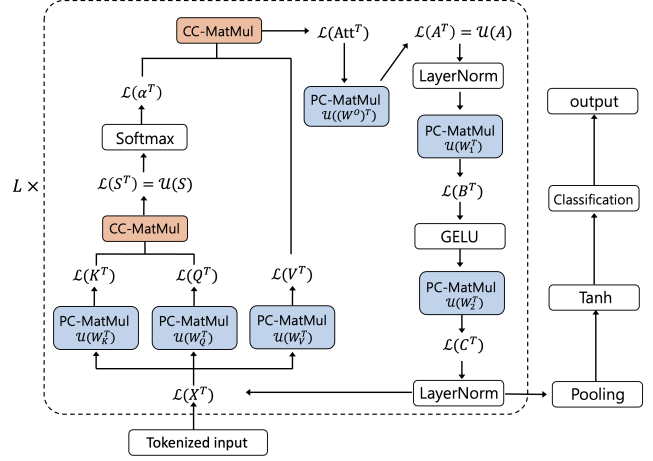 CC-MatMul
ℒ(Att^T)
ℒ(A^T) = 𝒰(A)
LayerNorm
ℒ(α^T)
PC-MatMul
𝒰((W^O)^T)
output
Softmax
PC-MatMul
𝒰(W_1^T)
L ×
ℒ(S^T) = 𝒰(S)
ℒ(B^T)
Classification
CC-MatMul
GELU
ℒ(K^T)
ℒ(Q^T)
ℒ(V^T)
PC-MatMul
𝒰(W_2^T)
Tanh
PC-MatMul
𝒰(W_K^T)
PC-MatMul
𝒰(W_Q^T)
PC-MatMul
𝒰(W_V^T)
ℒ(C^T)
ℒ(X^T)
LayerNorm
Pooling
Tokenized input